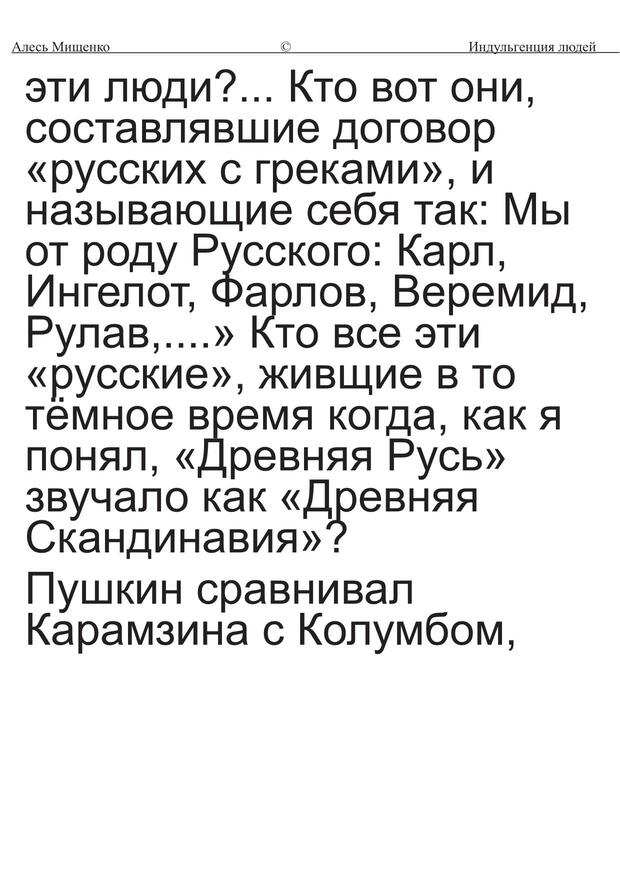 Алесь Мищенко © Индульгенция людей
эти люди?... Кто вот они,
составлявшие договор
«русских с греками», и
называющие себя так: Мы
от роду Русского: Карл,
Ингелот, Фарлов, Веремид,
Рулав,....» Кто все эти
«русские», живщие в то
тёмное время когда, как я
понял, «Древняя Русь»
звучало как «Древняя
Скандинавия»?
Пушкин сравнивал
Карамзина с Колумбом,